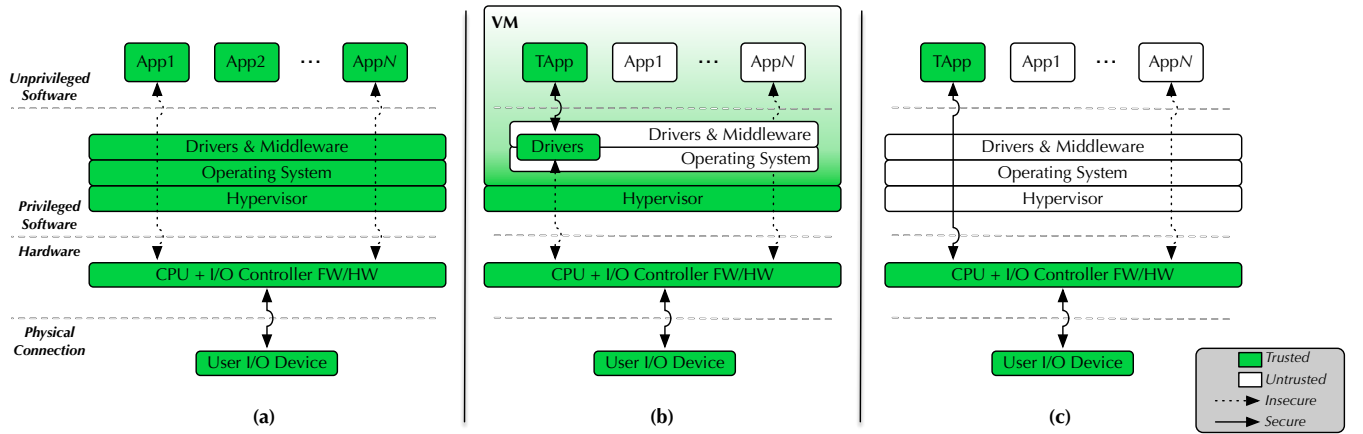 App1
App2
...
AppN
Unprivileged
Software
Drivers & Middleware
Operating System
Hypervisor
Privileged
Software
Hardware
CPU + I/O Controller FW/HW
Physical
Connection
User I/O Device
(a)
VM
TApp
App1
...
AppN
Drivers & Middleware
Drivers
Operating System
Hypervisor
CPU + I/O Controller FW/HW
User I/O Device
(b)
TApp
App1
...
AppN
Drivers & Middleware
Operating System
Hypervisor
CPU + I/O Controller FW/HW
User I/O Device
(c)
Trusted
Untrusted
Insecure
Secure